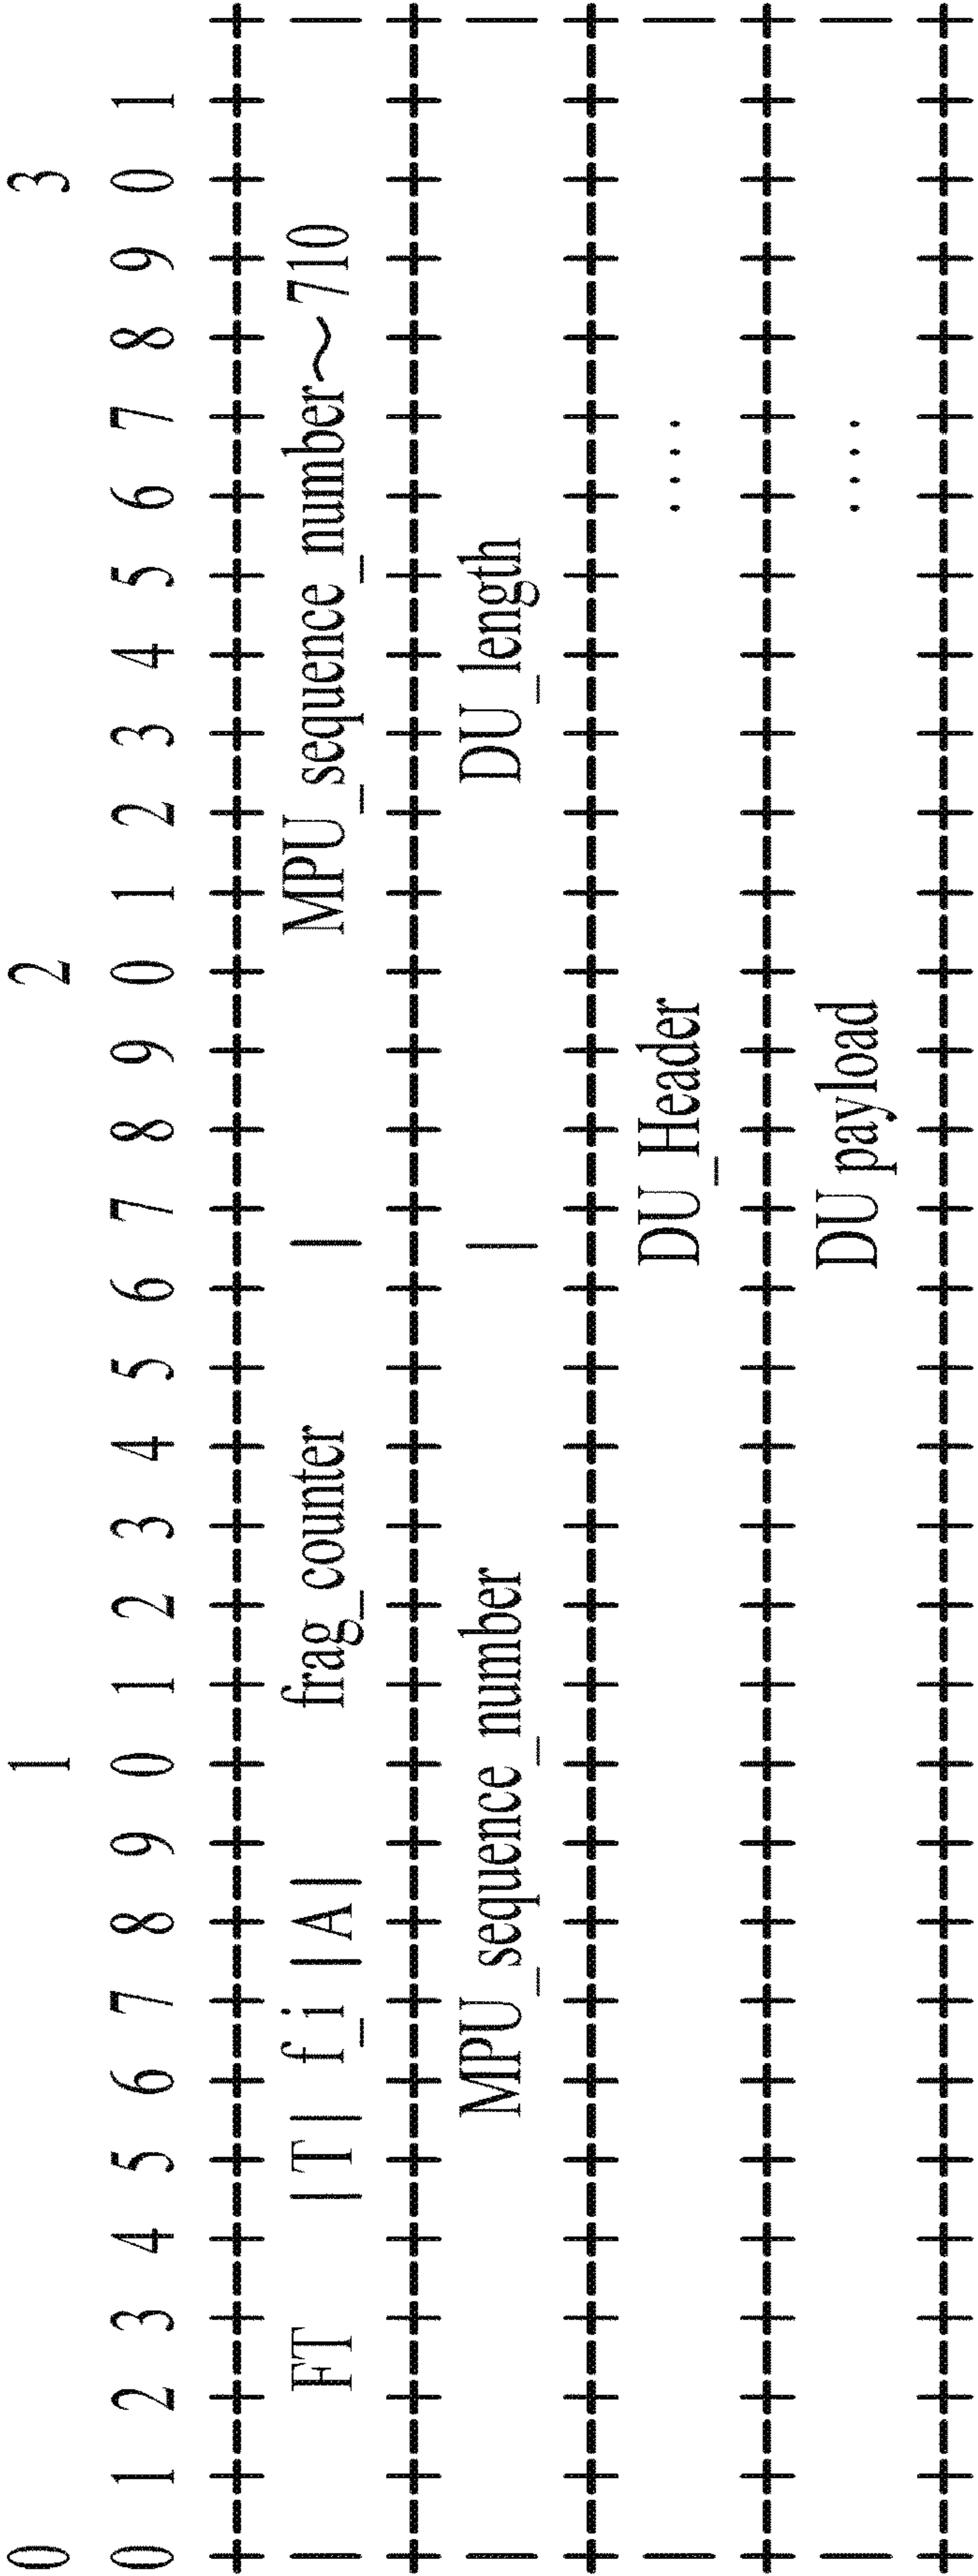 0 1 2 3
0 1 2 3 4 5 6 7 8 9 0 1 2 3 4 5 6 7 8 9 0 1 2 3 4 5 6 7 8 9 0 1
+--+--+--+--+--+--+--+--+--+--+--+--+--+--+--+--+--+--+--+--+--+--+--+--+--+--+--+--+--+--+--+--+
| FT |T| f_i |A| frag_counter | MPU_sequence_number~710 |
+--+--+--+--+--+--+--+--+--+--+--+--+--+--+--+--+--+--+--+--+--+--+--+--+--+--+--+--+--+--+--+--+
| MPU_sequence_number | DU_length |
+--+--+--+--+--+--+--+--+--+--+--+--+--+--+--+--+--+--+--+--+--+--+--+--+--+--+--+--+--+--+--+--+
| DU_Header .... |
+--+--+--+--+--+--+--+--+--+--+--+--+--+--+--+--+--+--+--+--+--+--+--+--+--+--+--+--+--+--+--+--+
| DU payload .... |
+--+--+--+--+--+--+--+--+--+--+--+--+--+--+--+--+--+--+--+--+--+--+--+--+--+--+--+--+--+--+--+--+